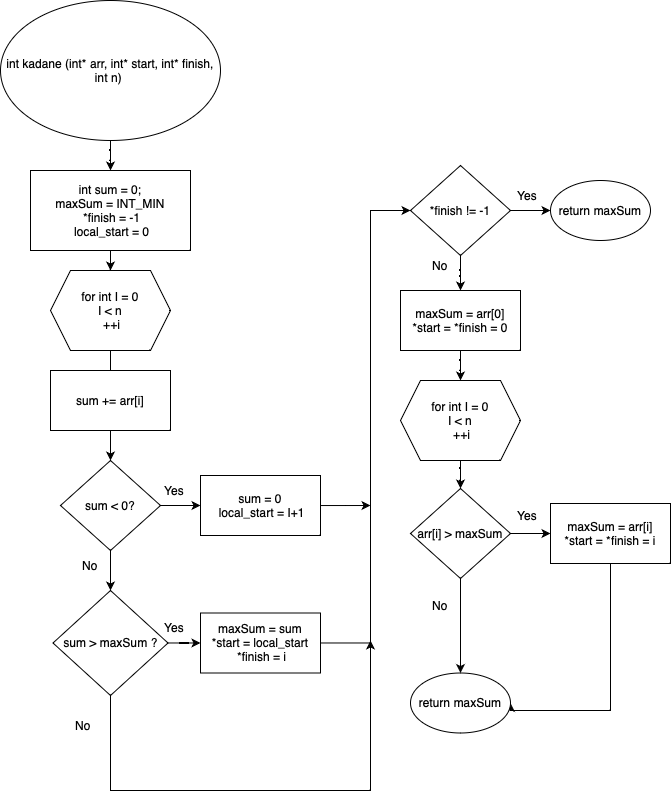 int kadane (int* arr, int* start, int* finish,
int n)
int sum = 0;
maxSum = INT_MIN
*finish = -1
local_start = 0
for int I = 0
I < n
++i
sum += arr[i]
sum < 0?
Yes
sum = 0
local_start = I+1
No
sum > maxSum ?
Yes
maxSum = sum
*start = local_start
*finish = i
No
*finish != -1
Yes
return maxSum
No
maxSum = arr[0]
*start = *finish = 0
for int I = 0
I < n
++i
arr[i] > maxSum
Yes
maxSum = arr[i]
*start = *finish = i
No
return maxSum